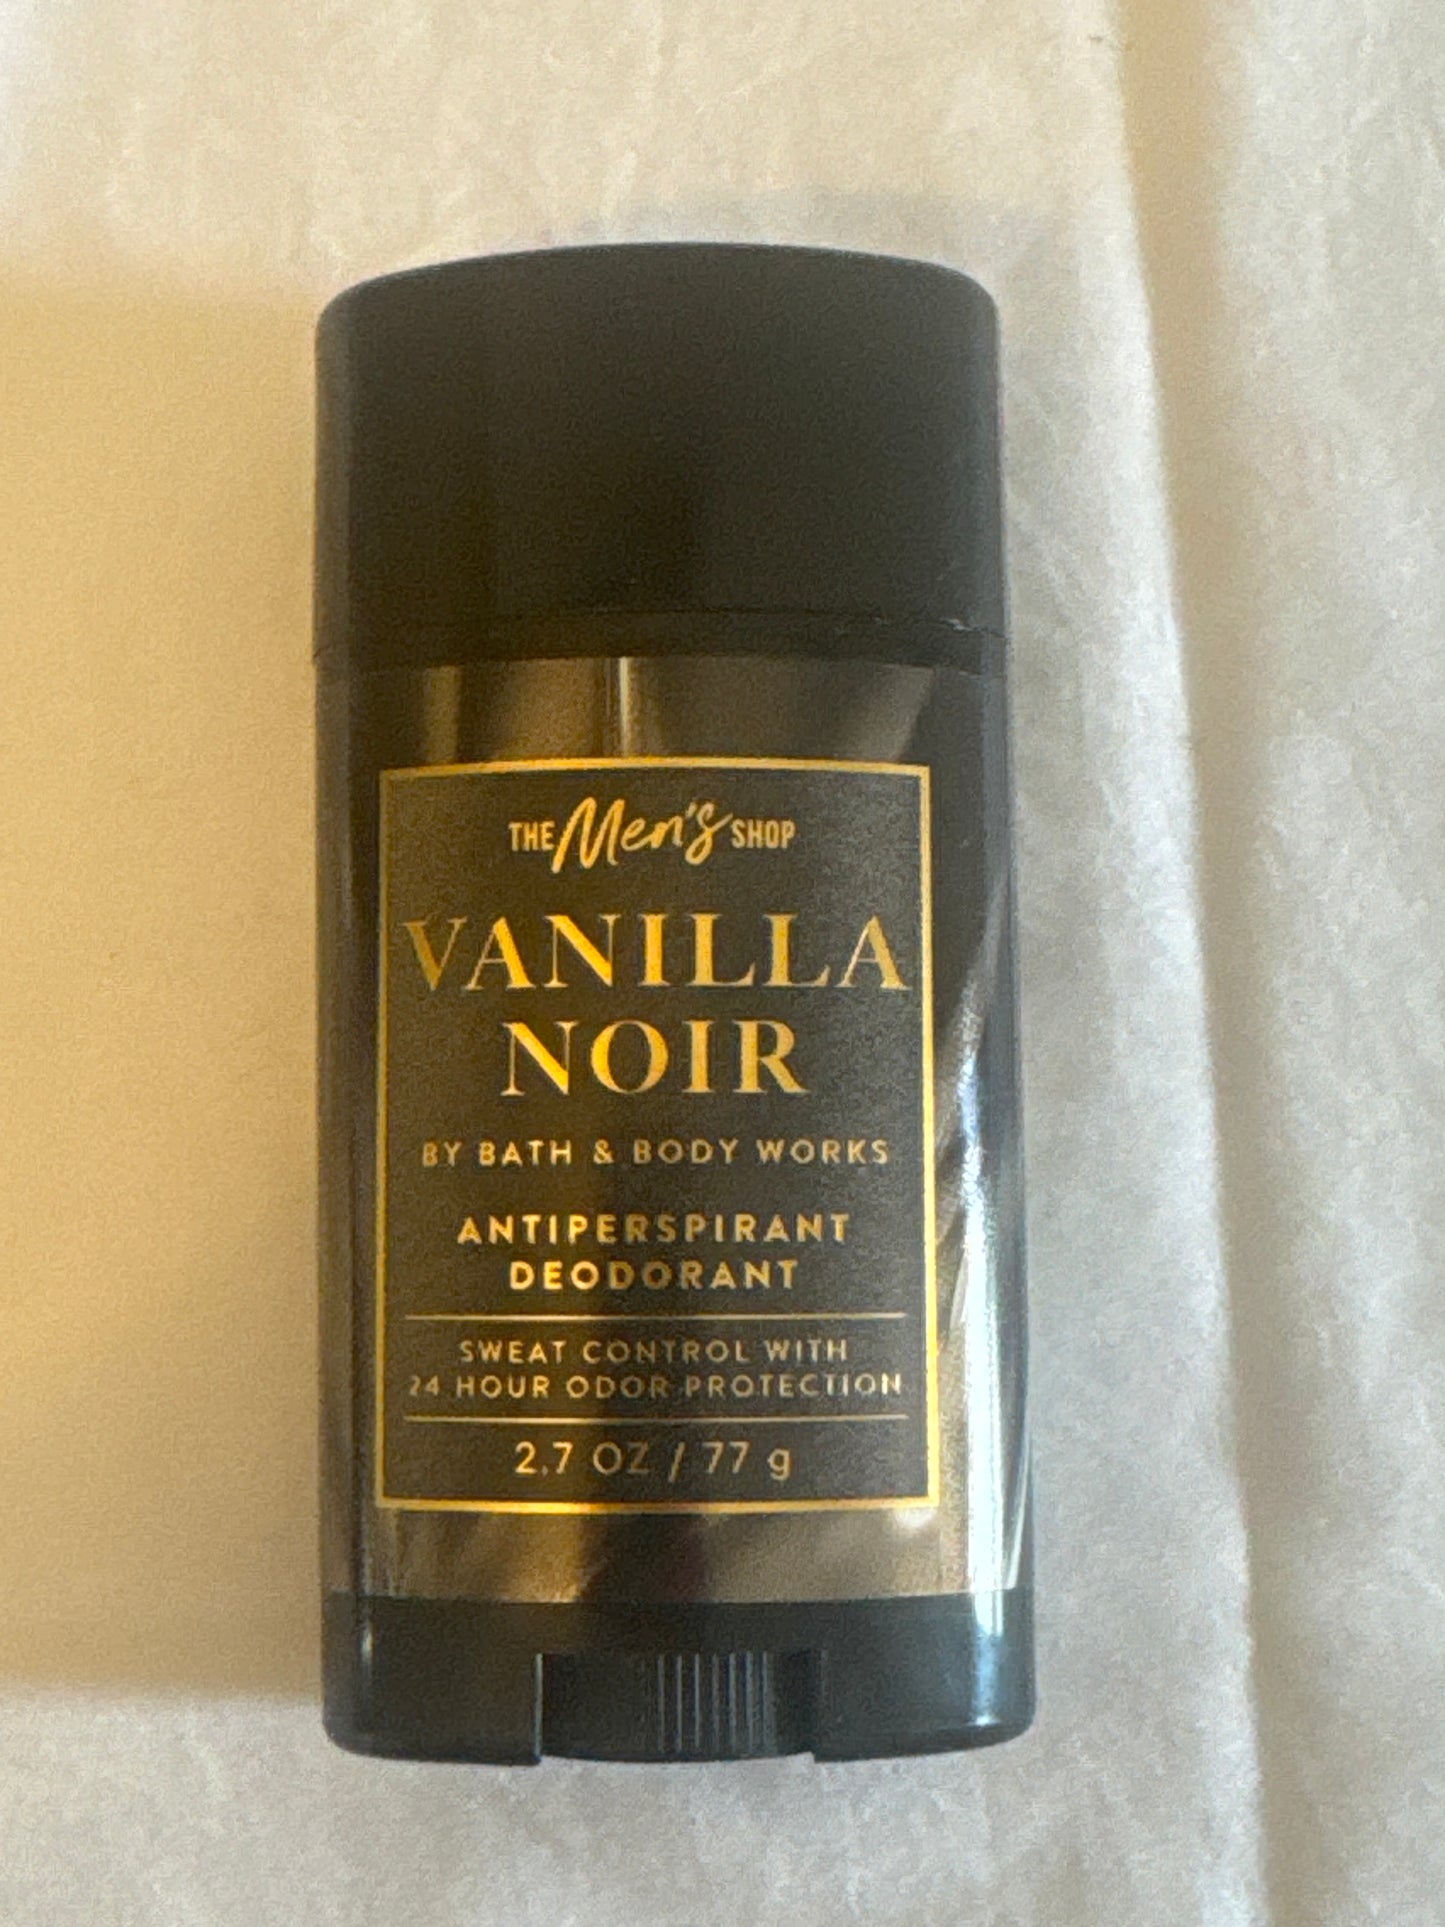 THE Men's SHOP
VANILLA
NOIR
BY BATH & BODY WORKS
ANTIPERSPIRANT
DEODORANT
SWEAT CONTROL WITH
24 HOUR ODOR PROTECTION
2.7 OZ / 77 g